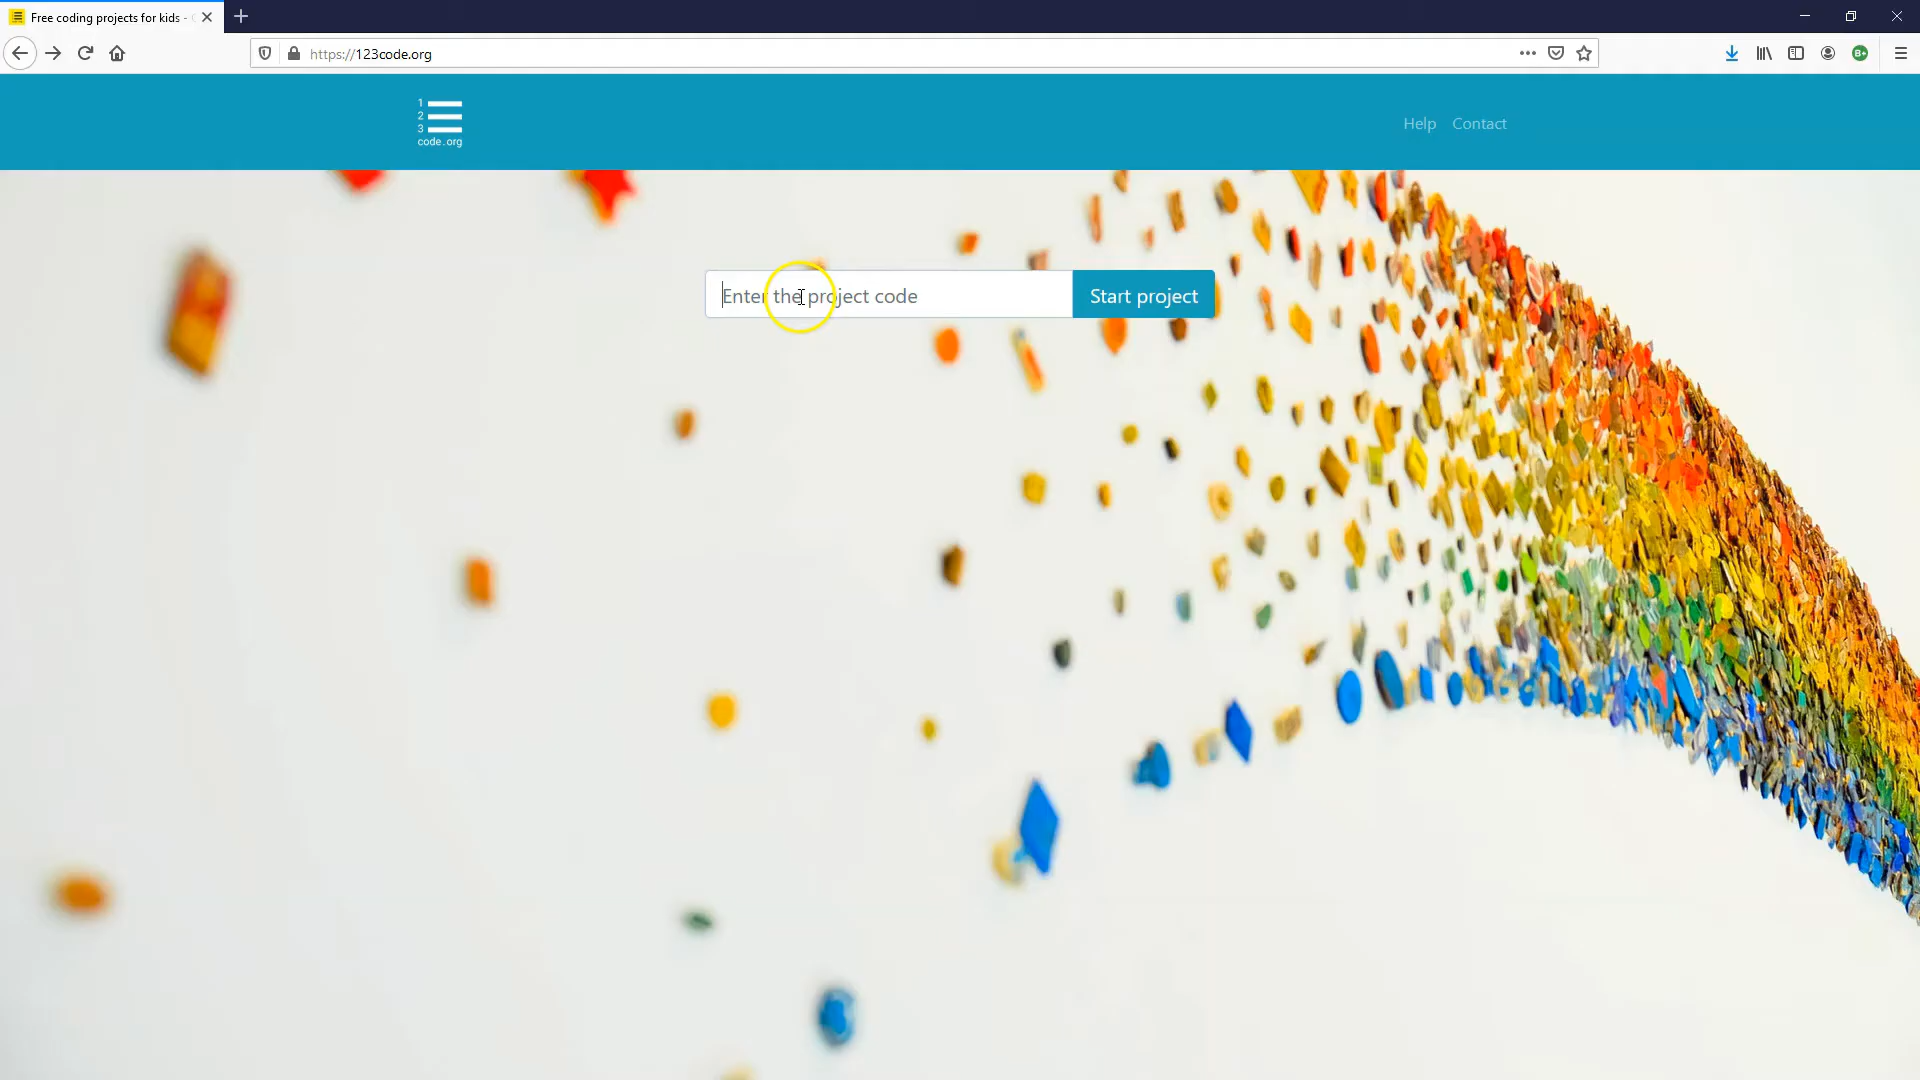 Free coding projects for kids -
https://123code.org
B+
1
2
3
code.org
Help Contact
Enter the project code
Start project